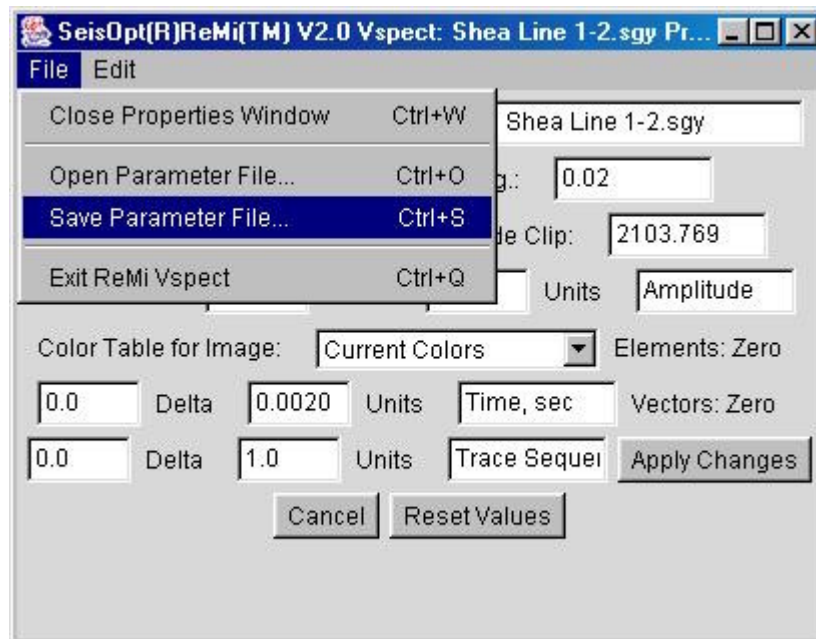 SeisOpt(R)ReMi(TM) V2.0 Vspect: Shea Line 1-2.sgy Pr...
File Edit
Close Properties Window Ctrl+W
Shea Line 1-2.sgy
Open Parameter File... Ctrl+O
g.: 0.02
Save Parameter File... Ctrl+S
de Clip: 2103.769
Exit ReMi Vspect Ctrl+Q
Units Amplitude
Color Table for Image: Current Colors Elements: Zero
0.0 Delta 0.0020 Units Time, sec Vectors: Zero
0.0 Delta 1.0 Units Trace Sequei Apply Changes
Cancel Reset Values